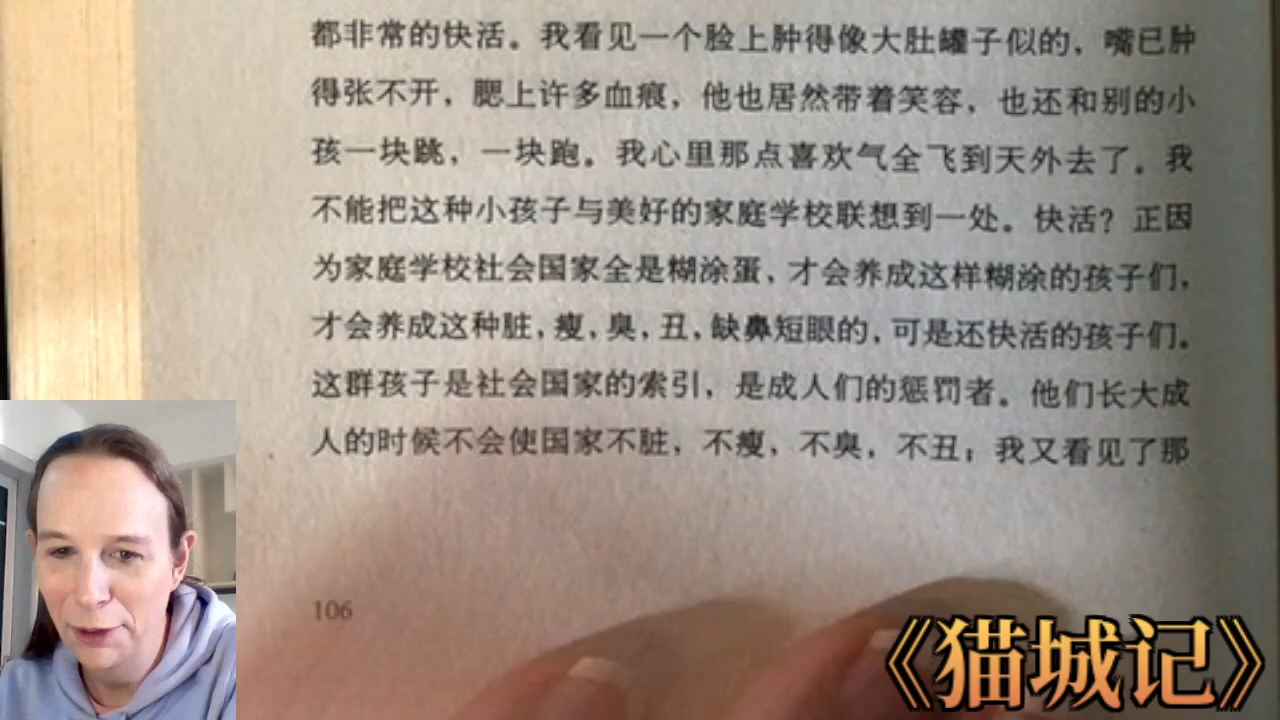 都非常的快活。我看见一个脸上肿得像大肚罐子似的，嘴已肿
得张不开，腮上许多血痕，他也居然带着笑容，也还和别的小
孩一块跳，一块跑。我心里那点喜欢气全飞到天外去了。我
不能把这种小孩子与美好的家庭学校联想到一处。快活？正因
为家庭学校社会国家全是糊涂蛋，才会养成这样糊涂的孩子们，
才会养成这种脏，瘦，臭，丑，缺鼻短眼的，可是还快活的孩子们。
这群孩子是社会国家的索引，是成人们的惩罚者。他们长大成
人的时候不会使国家不脏，不瘦，不臭，不丑；我又看见了那
106
《猫城记》